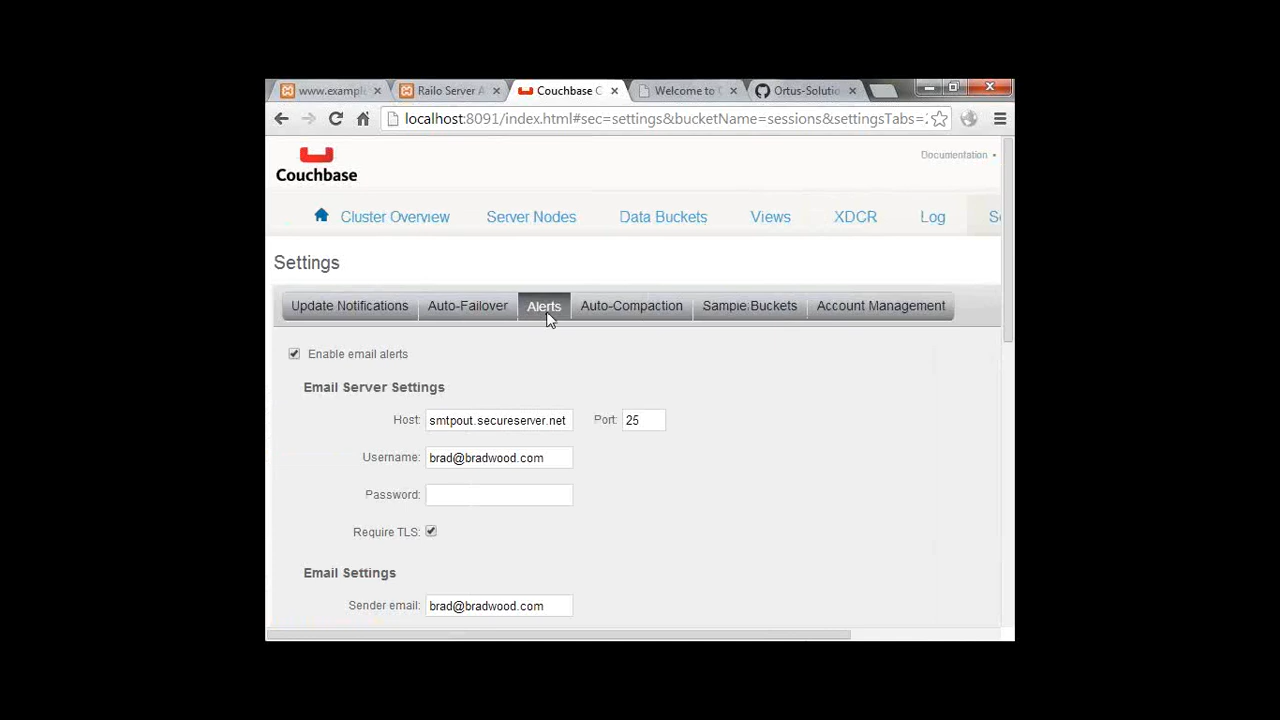 www.exampl
Railo Server A
Couchbase C
Welcome to C
Ortus-Solutio
localhost:8091/index.html#sec=settings&bucketName=sessions&settingsTabs=
Documentation •
Couchbase
Cluster Overview
Server Nodes
Data Buckets
Views
XDCR
Log
Se
Settings
Update Notifications
Auto-Failover
Alerts
Auto-Compaction
Sample Buckets
Account Management
Enable email alerts
Email Server Settings
Host: smtpout.secureserver.net Port: 25
Username: brad@bradwood.com
Password:
Require TLS:
Email Settings
Sender email: brad@bradwood.com